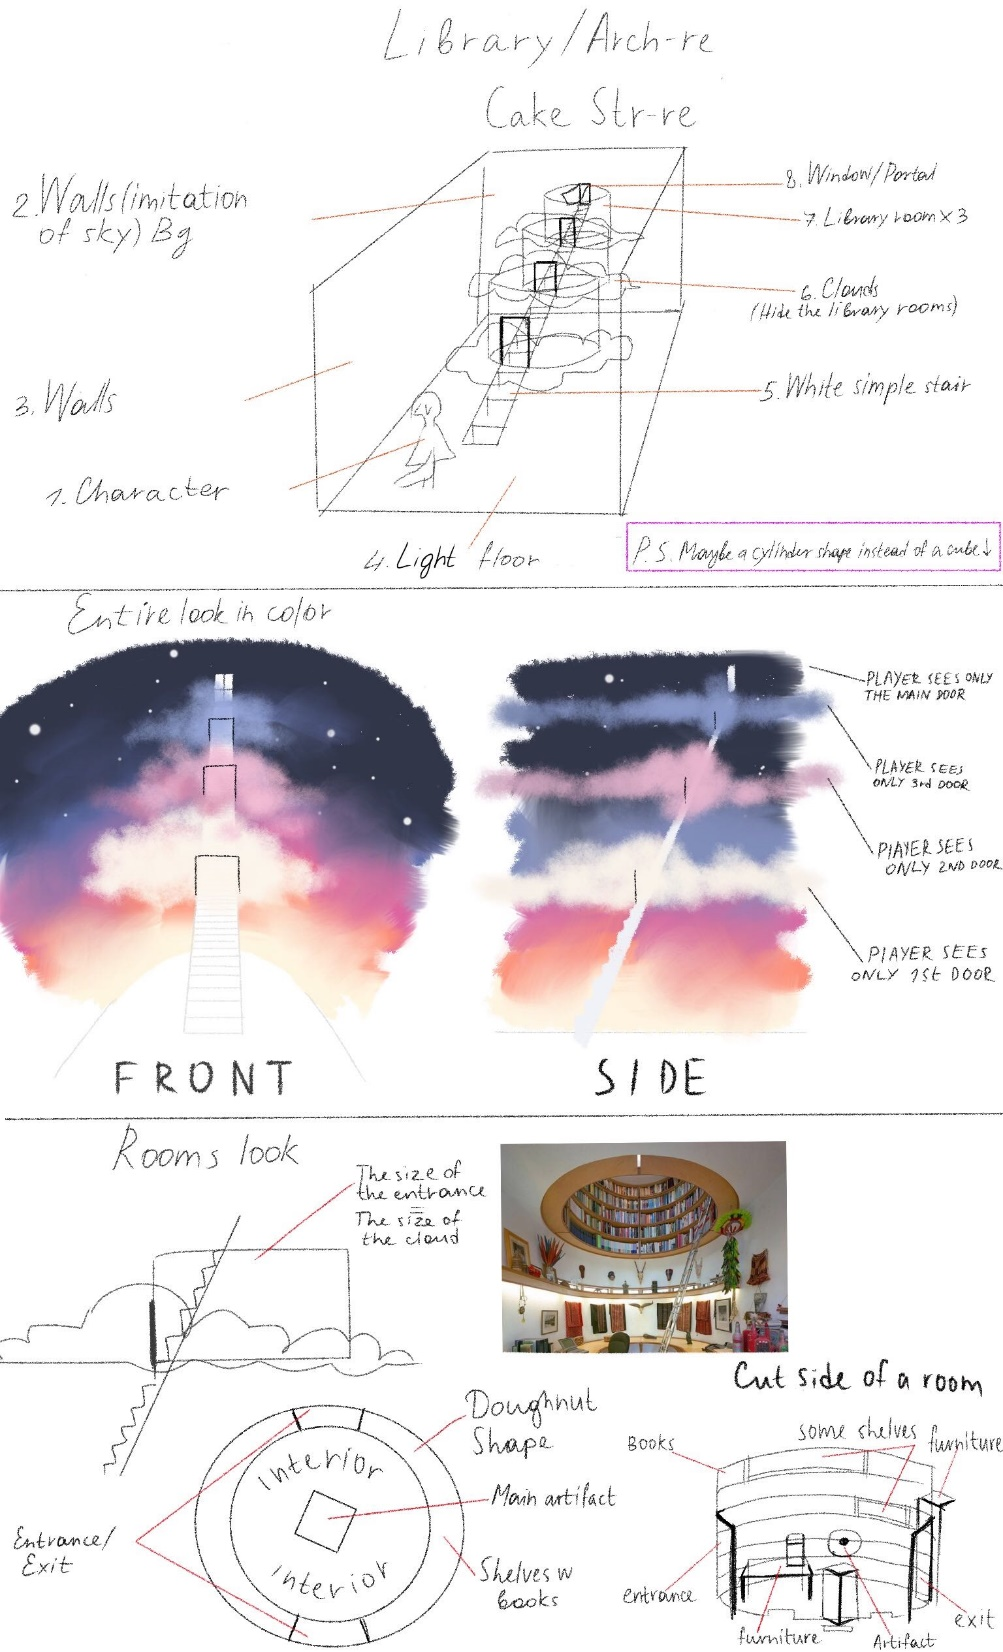 Library/Arch-re
Cake Str-re
2. Walls (imitation
of sky) Bg
3. Walls
1. Character
4. Light floor
8. Window/Portal
7. Library room x 3
6. Clouds
(Hide the library rooms)
5. White simple stair
P.S. Maybe a cylinder shape instead of a cube ↓
Entire look in color
PLAYER SEES ONLY
THE MAIN DOOR
PLAYER SEES
ONLY 3rd DOOR
PLAYER SEES
ONLY 2ND DOOR
PLAYER SEES
ONLY 1st DOOR
FRONT
SIDE
Rooms look
The size of
the entrance
=
The size of
the cloud
Doughnut
Shape
Interior
Main artifact
Entrance/
Exit
Interior
Shelves w
books
Cut side of a room
Books
some shelves
furniture
entrance
furniture
Artifact
exit